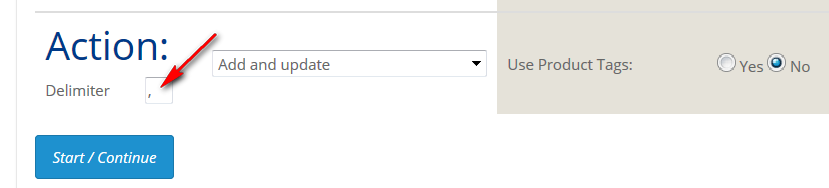 Action:
Add and update
Use Product Tags: Yes No
Delimiter ,
Start / Continue